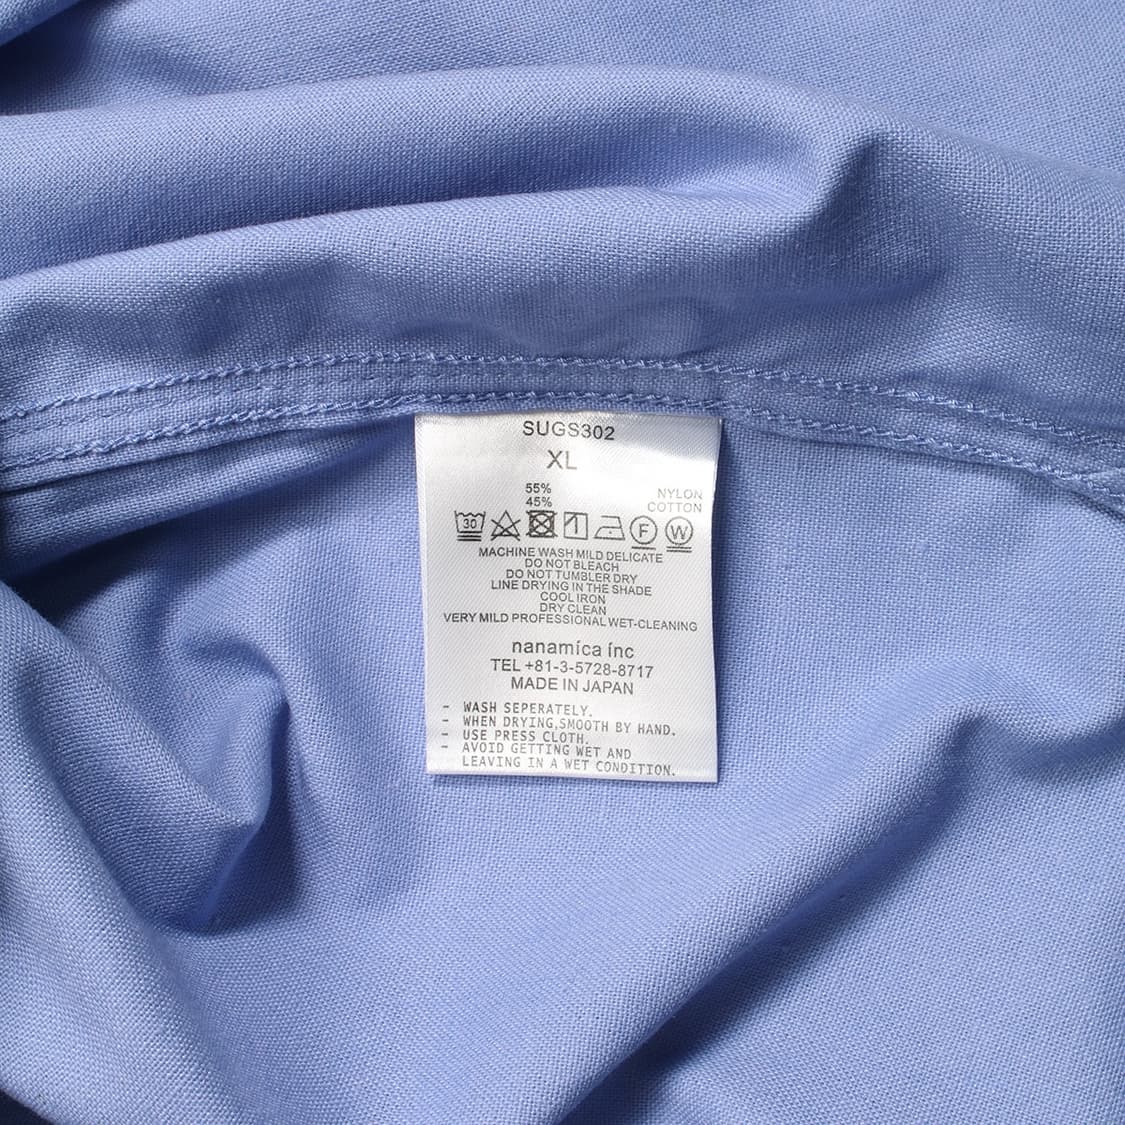 SUGS302
XL
55% NYLON
45% COTTON
30 F W
MACHINE WASH MILD DELICATE
DO NOT BLEACH
DO NOT TUMBLER DRY
LINE DRYING IN THE SHADE
COOL IRON
DRY CLEAN
VERY MILD PROFESSIONAL WET-CLEANING
nanamica inc
TEL +81-3-5728-8717
MADE IN JAPAN
- WASH SEPERATELY.
- WHEN DRYING,SMOOTH BY HAND.
- USE PRESS CLOTH.
- AVOID GETTING WET AND
LEAVING IN A WET CONDITION.